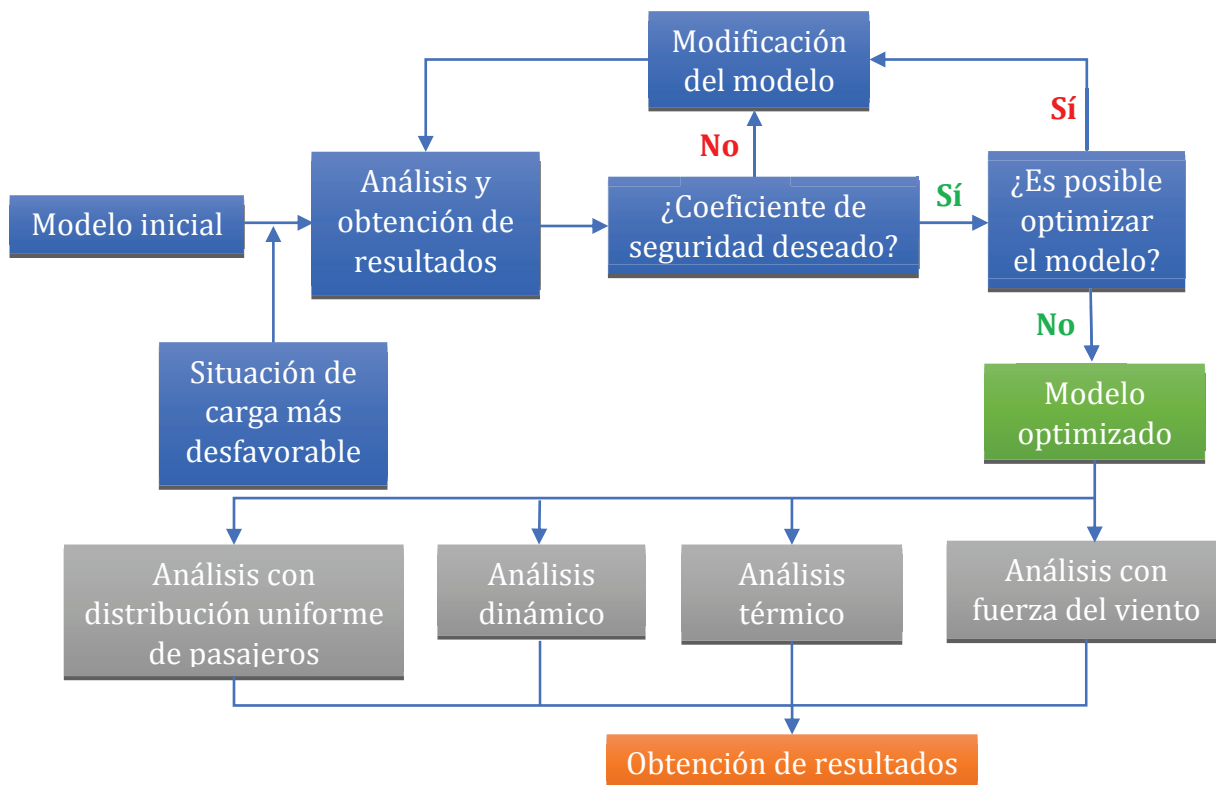 Modificación
del modelo
Sí
No
Análisis y
obtención de
resultados
¿Coeficiente de
seguridad deseado?
Sí
¿Es posible
optimizar
el modelo?
Modelo inicial
No
Situación de
carga más
desfavorable
Modelo
optimizado
Análisis con
distribución uniforme
de pasajeros
Análisis
dinámico
Análisis
térmico
Análisis con
fuerza del viento
Obtención de resultados